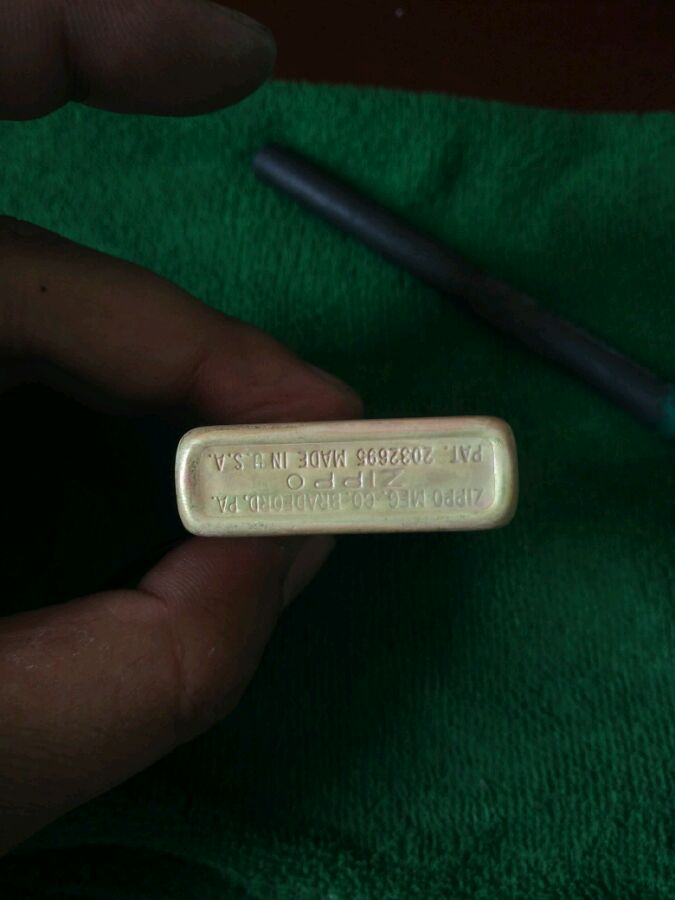 ZIPPO MFG. CO. BRADFORD, PA.
ZIPPO
PAT. 2032695 MADE IN U.S.A.